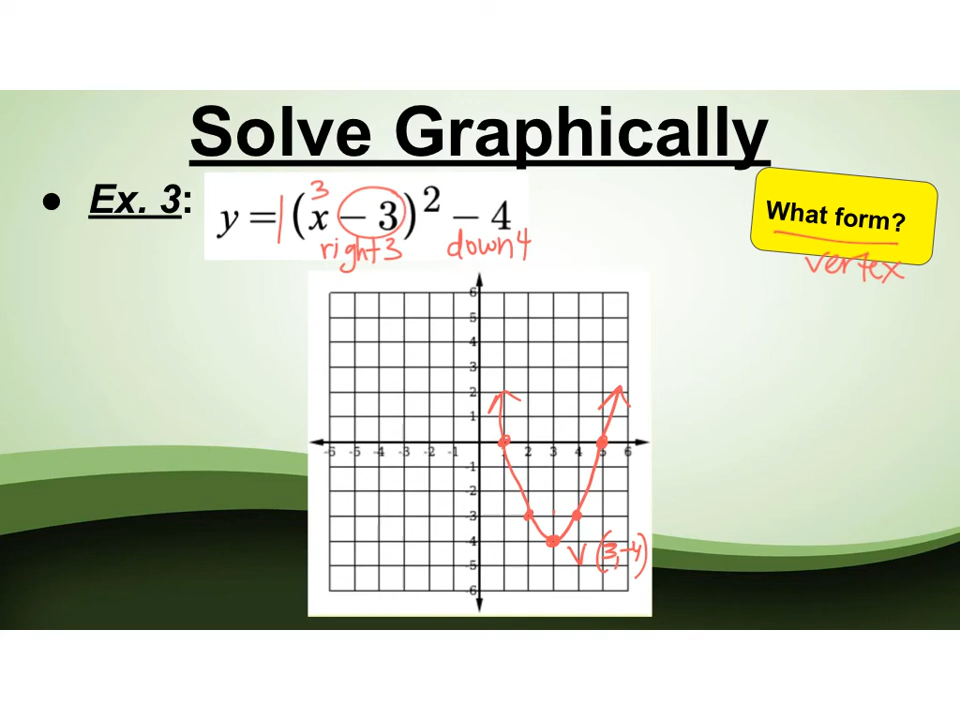 Solve Graphically
● Ex. 3:
y = 1(x − 3)² − 4
3
right 3
down 4
What form?
vertex
6
5
4
3
2
1
-6 -5 -4 -3 -2 -1 2 3 4 5 6
-1
-2
-3
-4
-5
-6
V (3,-4)